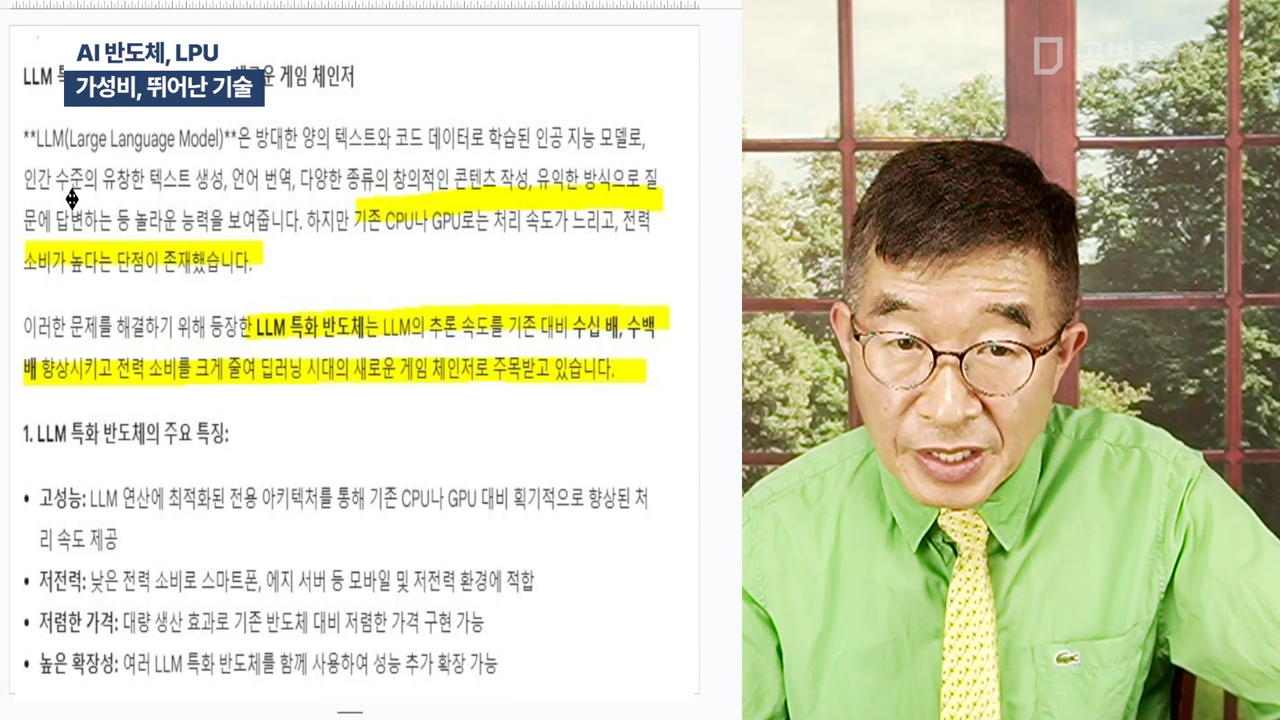 AI 반도체, LPU
가성비, 뛰어난 기술
LLM 특 새로운 게임 체인저
**LLM(Large Language Model)**은 방대한 양의 텍스트와 코드 데이터로 학습된 인공 지능 모델로,
인간 수준의 유창한 텍스트 생성, 언어 번역, 다양한 종류의 창의적인 콘텐츠 작성, 유익한 방식으로 질
문에 답변하는 등 놀라운 능력을 보여줍니다. 하지만 기존 CPU나 GPU로는 처리 속도가 느리고, 전력
소비가 높다는 단점이 존재했습니다.
이러한 문제를 해결하기 위해 등장한 LLM 특화 반도체는 LLM의 추론 속도를 기존 대비 수십 배, 수백
배 향상시키고 전력 소비를 크게 줄여 딥러닝 시대의 새로운 게임 체인저로 주목받고 있습니다.
1. LLM 특화 반도체의 주요 특징:
• 고성능: LLM 연산에 최적화된 전용 아키텍처를 통해 기존 CPU나 GPU 대비 획기적으로 향상된 처
리 속도 제공
• 저전력: 낮은 전력 소비로 스마트폰, 에지 서버 등 모바일 및 저전력 환경에 적합
• 저렴한 가격: 대량 생산 효과로 기존 반도체 대비 저렴한 가격 구현 가능
• 높은 확장성: 여러 LLM 특화 반도체를 함께 사용하여 성능 추가 확장 가능
공병호TV